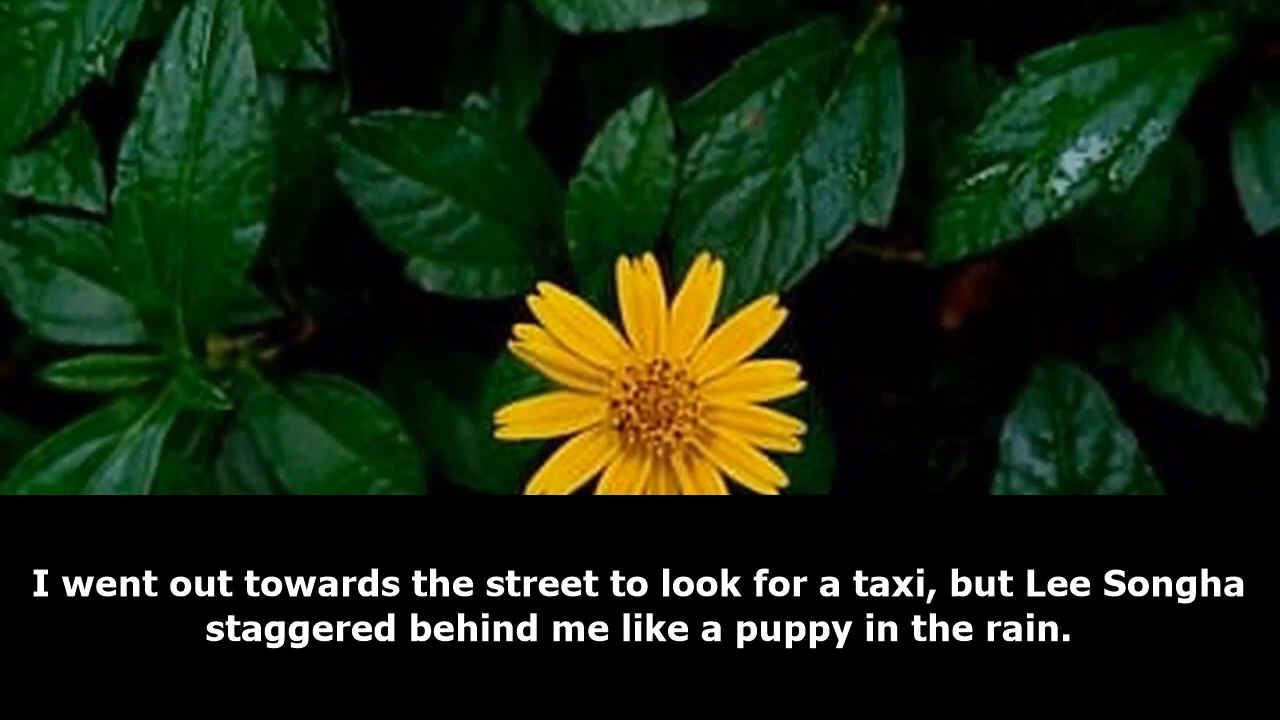 I went out towards the street to look for a taxi, but Lee Songha
staggered behind me like a puppy in the rain.